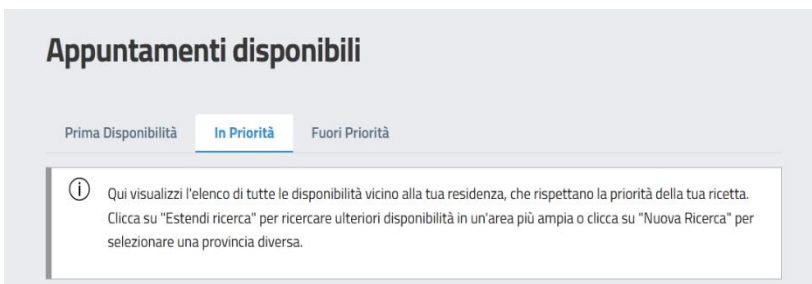 Appuntamenti disponibili
Prima Disponibilità In Priorità Fuori Priorità
Qui visualizzi l'elenco di tutte le disponibilità vicino alla tua residenza, che rispettano la priorità della tua ricetta.
Clicca su "Estendi ricerca" per ricercare ulteriori disponibilità in un'area più ampia o clicca su "Nuova Ricerca" per
selezionare una provincia diversa.